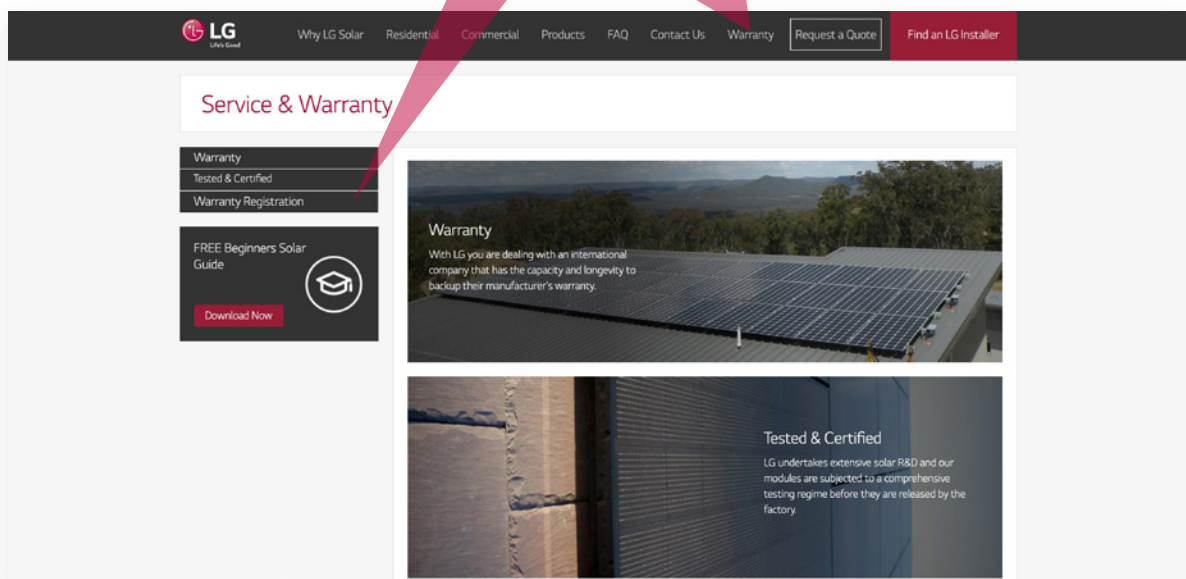 LG
Life's Good
Why LG Solar Residential Commercial Products FAQ Contact Us Warranty Request a Quote Find an LG Installer
Service & Warranty
Warranty
Tested & Certified
Warranty Registration
FREE Beginners Solar
Guide
Download Now
Warranty
With LG you are dealing with an international
company that has the capacity and longevity to
backup their manufacturer's warranty.
Tested & Certified
LG undertakes extensive solar R&D and our
modules are subjected to a comprehensive
testing regime before they are released by the
factory.